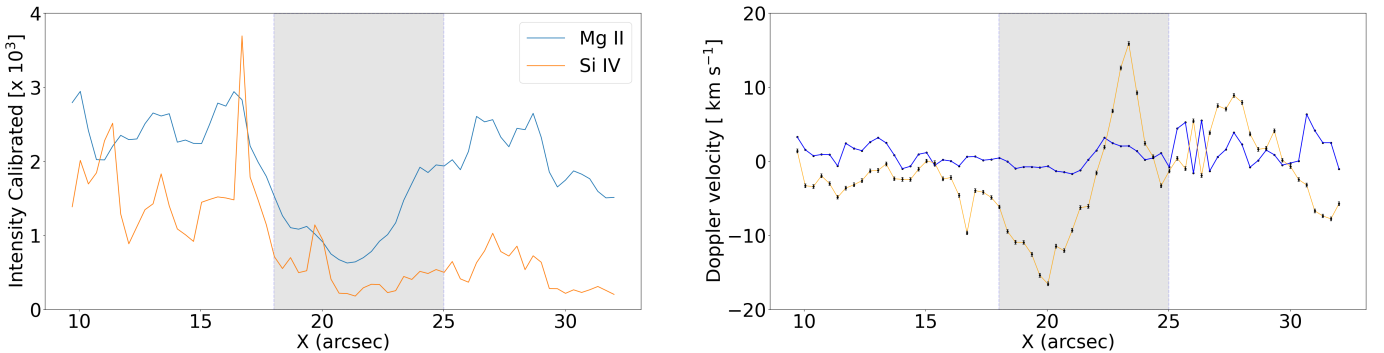 Intensity Calibrated [x 10³]
4
3
2
1
0
10 15 20 25 30
X (arcsec)
Mg II
Si IV
Doppler velocity [ km s⁻¹]
20
10
0
−10
−20
10 15 20 25 30
X (arcsec)